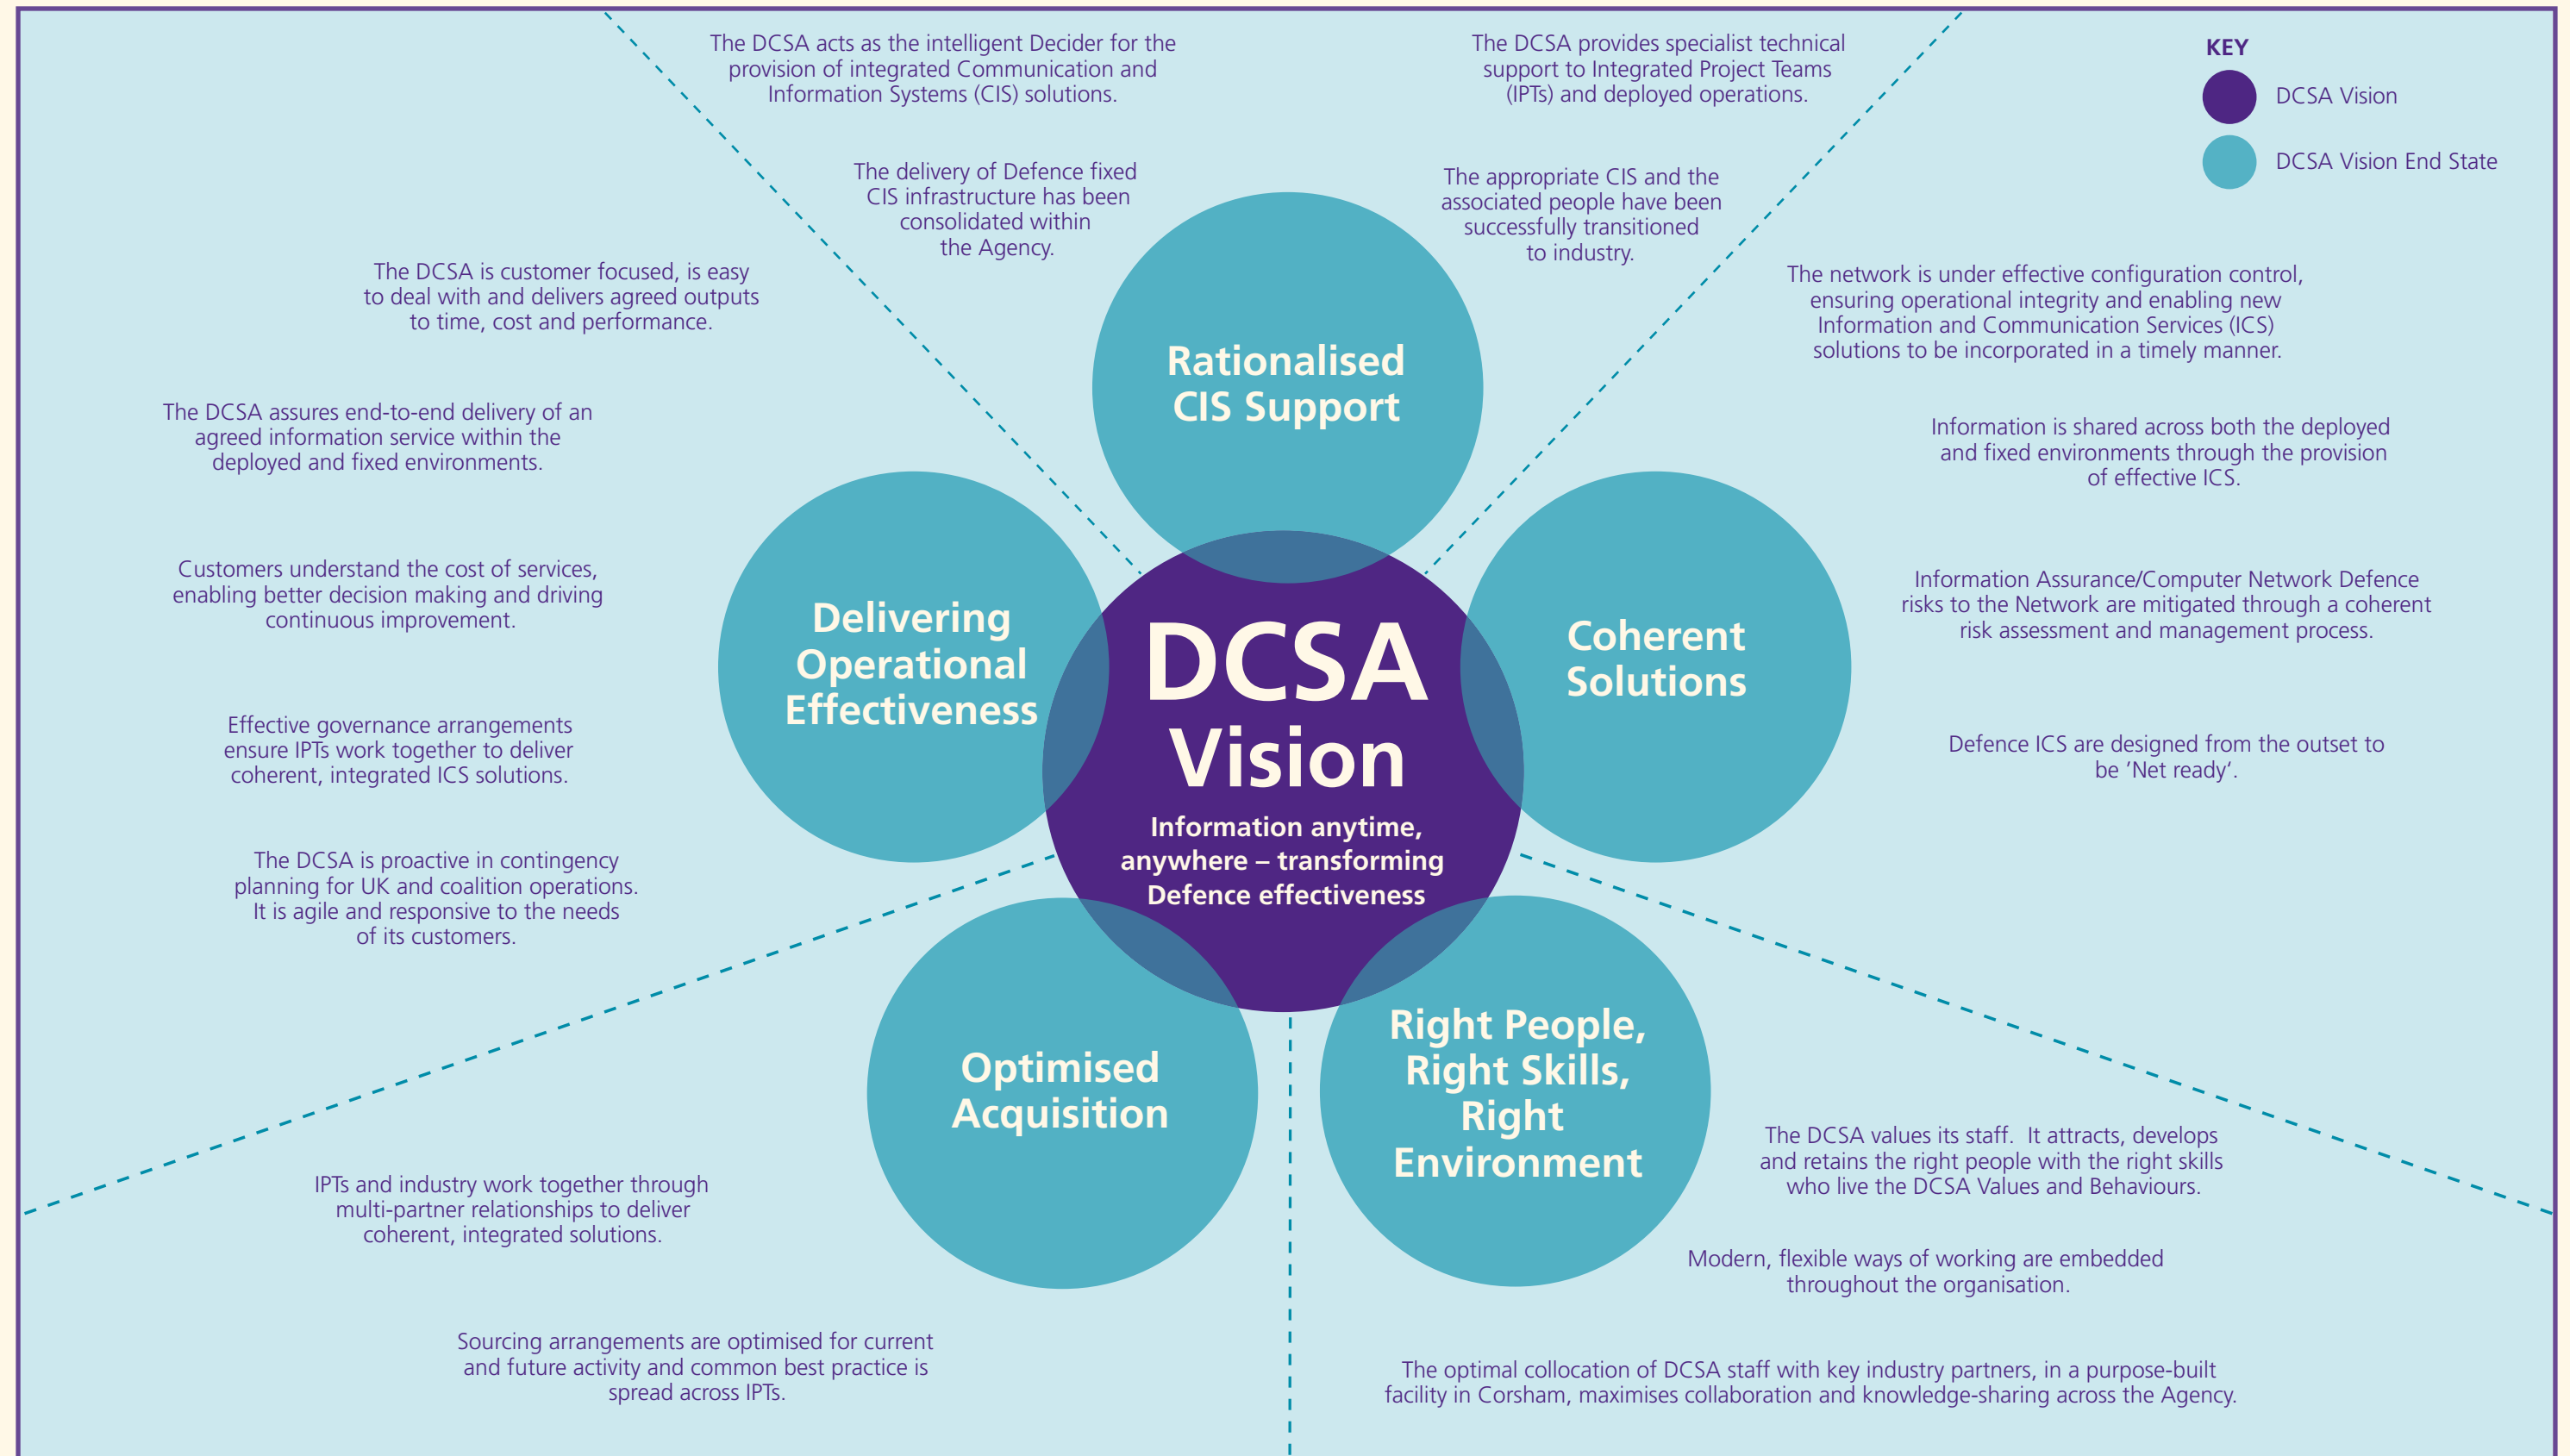 The DCSA acts as the intelligent Decider for the
provision of integrated Communication and
Information Systems (CIS) solutions.
The delivery of Defence fixed
CIS infrastructure has been
consolidated within
the Agency.
The DCSA provides specialist technical
support to Integrated Project Teams
(IPTs) and deployed operations.
The appropriate CIS and the
associated people have been
successfully transitioned
to industry.
KEY
DCSA Vision
DCSA Vision End State
The DCSA is customer focused, is easy
to deal with and delivers agreed outputs
to time, cost and performance.
The DCSA assures end-to-end delivery of an
agreed information service within the
deployed and fixed environments.
Customers understand the cost of services,
enabling better decision making and driving
continuous improvement.
Effective governance arrangements
ensure IPTs work together to deliver
coherent, integrated ICS solutions.
The DCSA is proactive in contingency
planning for UK and coalition operations.
It is agile and responsive to the needs
of its customers.
Rationalised
CIS Support
Delivering
Operational
Effectiveness
DCSA
Vision
Information anytime,
anywhere – transforming
Defence effectiveness
Coherent
Solutions
The network is under effective configuration control,
ensuring operational integrity and enabling new
Information and Communication Services (ICS)
solutions to be incorporated in a timely manner.
Information is shared across both the deployed
and fixed environments through the provision
of effective ICS.
Information Assurance/Computer Network Defence
risks to the Network are mitigated through a coherent
risk assessment and management process.
Defence ICS are designed from the outset to
be ’Net ready‘.
Optimised
Acquisition
IPTs and industry work together through
multi-partner relationships to deliver
coherent, integrated solutions.
Sourcing arrangements are optimised for current
and future activity and common best practice is
spread across IPTs.
Right People,
Right Skills,
Right
Environment
The DCSA values its staff.  It attracts, develops
and retains the right people with the right skills
who live the DCSA Values and Behaviours.
Modern, flexible ways of working are embedded
throughout the organisation.
The optimal collocation of DCSA staff with key industry partners, in a purpose-built
facility in Corsham, maximises collaboration and knowledge-sharing across the Agency.